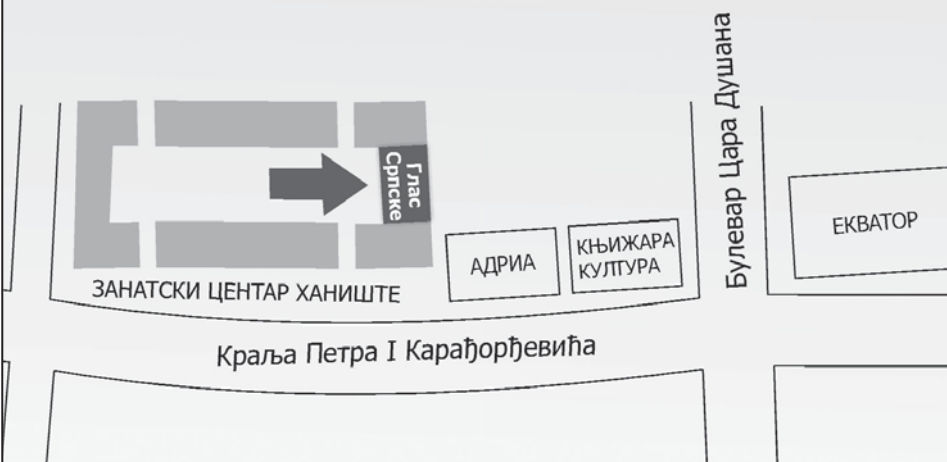 Булевар Цара Душана
Глас
Српске
ЕКВАТОР
АДРИА
КЊИЖАРА
КУЛТУРА
ЗАНАТСКИ ЦЕНТАР ХАНИШТЕ
Краља Петра I Карађорђевића